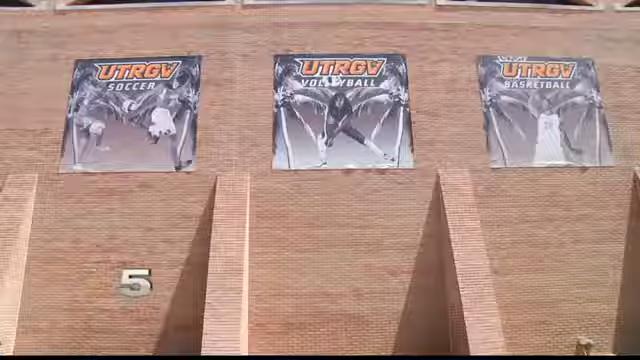 UTRGV
SOCCER
UTRGV
VOLLEYBALL
UTRGV
BASKETBALL
5